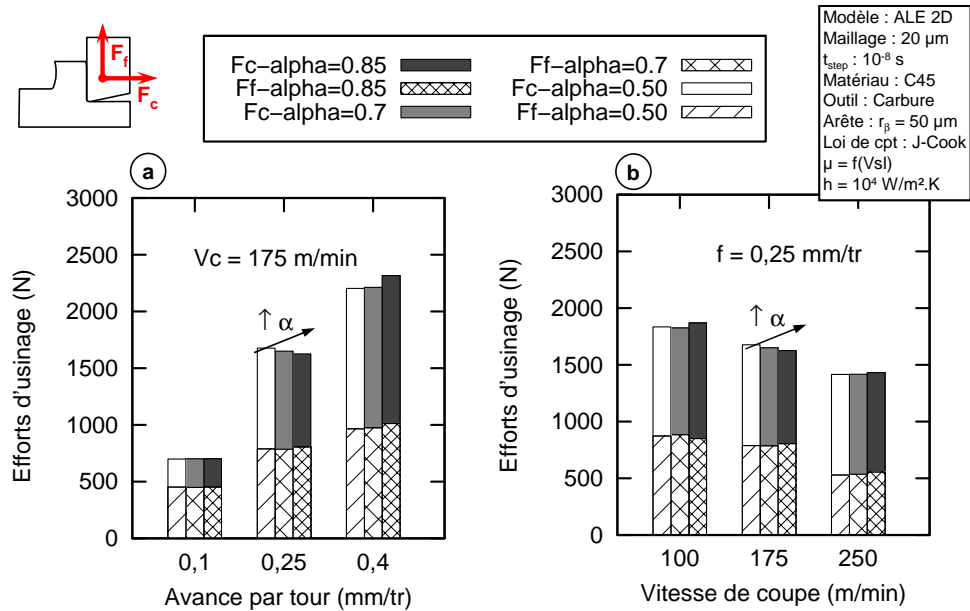 F_f
F_c
Fc-alpha=0.85
Ff-alpha=0.85
Fc-alpha=0.7
Ff-alpha=0.7
Fc-alpha=0.50
Ff-alpha=0.50
Modèle : ALE 2D
Maillage : 20 µm
t_step : 10⁻⁸ s
Matériau : C45
Outil : Carbure
Arête : r_β = 50 µm
Loi de cpt : J-Cook
µ = f(Vsl)
h = 10⁴ W/m².K
a
Efforts d'usinage (N)
3000
2500
2000
1500
1000
500
0
Vc = 175 m/min
↑ α
0,1 0,25 0,4
Avance par tour (mm/tr)
b
Efforts d'usinage (N)
3000
2500
2000
1500
1000
500
0
f = 0,25 mm/tr
↑ α
100 175 250
Vitesse de coupe (m/min)